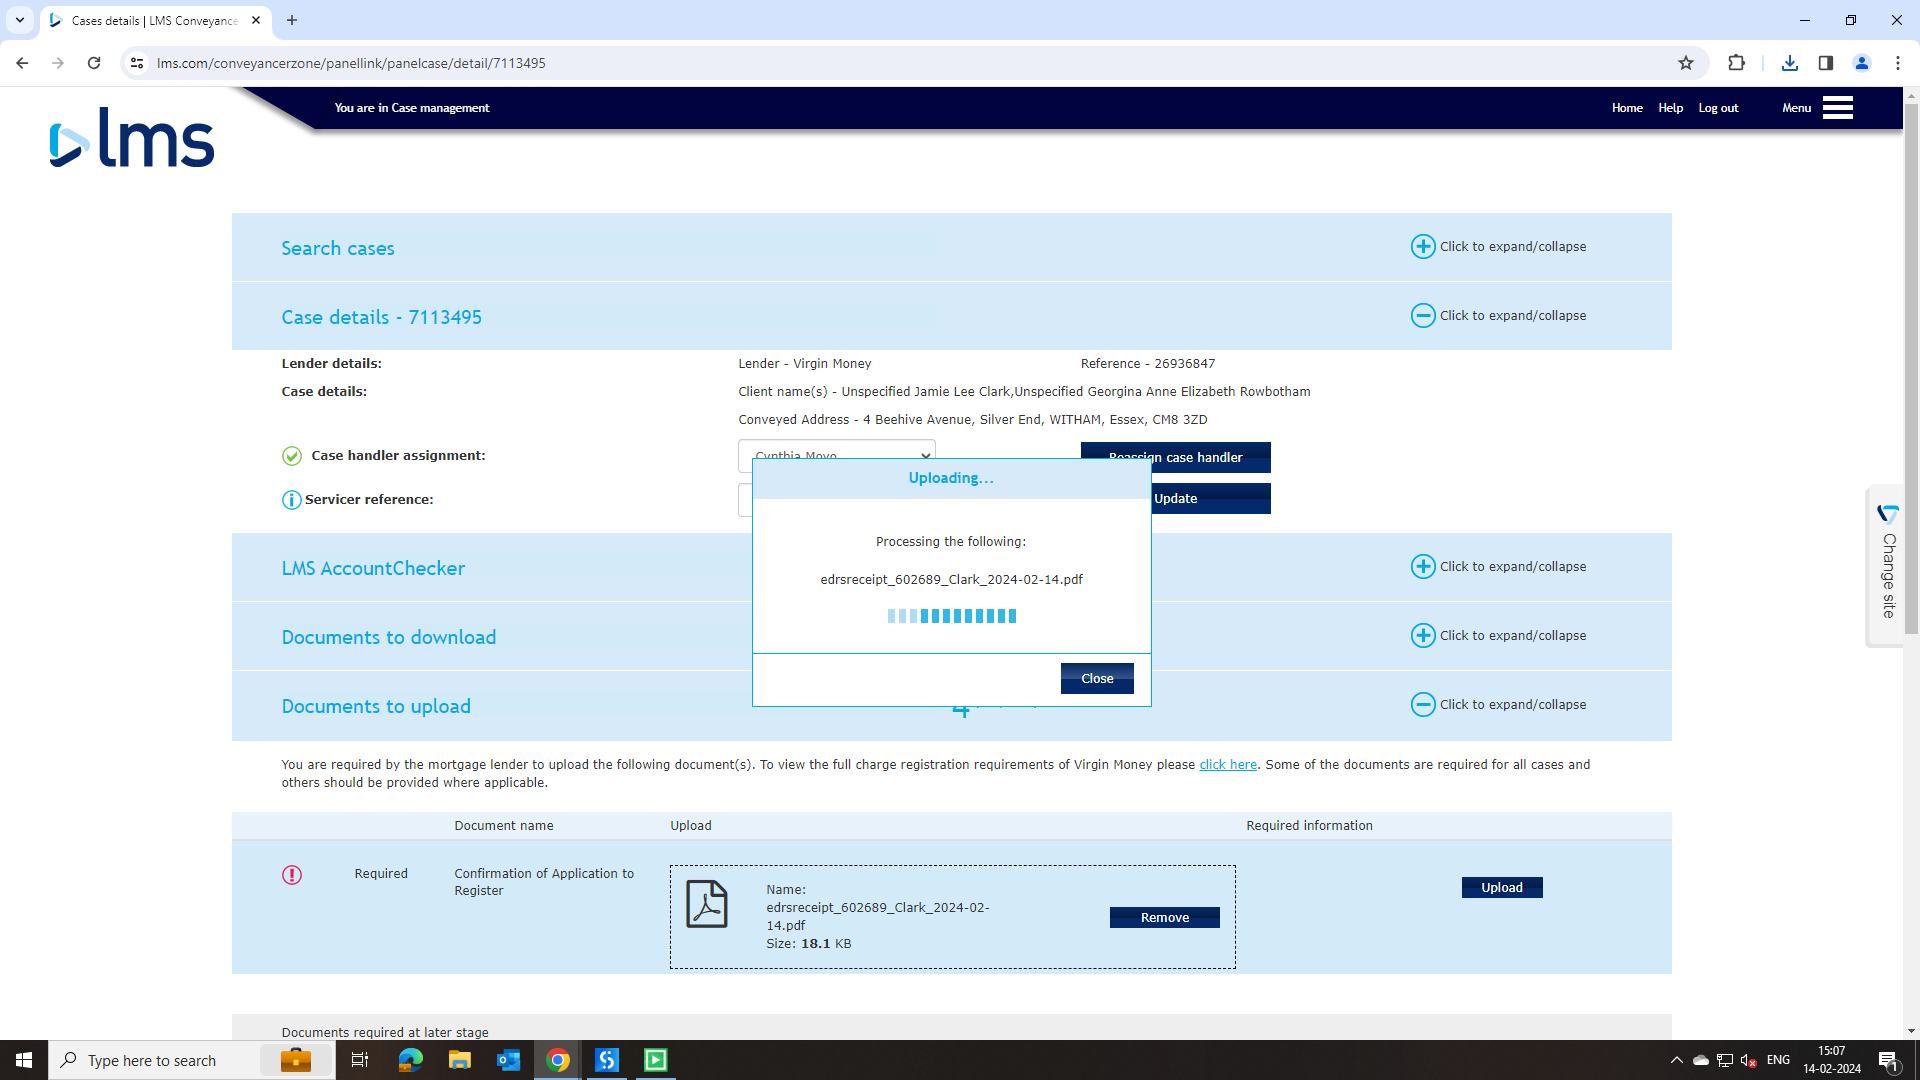 Cases details | LMS Conveyance
lms.com/conveyancerzone/panellink/panelcase/detail/7113495
You are in Case management
Home Help Log out Menu
lms
Search cases
Click to expand/collapse
Case details - 7113495
Click to expand/collapse
Lender details:
Lender - Virgin Money
Reference - 26936847
Case details:
Client name(s) - Unspecified Jamie Lee Clark,Unspecified Georgina Anne Elizabeth Rowbotham
Conveyed Address - 4 Beehive Avenue, Silver End, WITHAM, Essex, CM8 3ZD
Case handler assignment:
Cynthia Moyo
Reassign case handler
Servicer reference:
Update
Uploading...
Processing the following:
edrsreceipt_602689_Clark_2024-02-14.pdf
Close
Change site
LMS AccountChecker
Click to expand/collapse
Documents to download
Click to expand/collapse
Documents to upload
Click to expand/collapse
You are required by the mortgage lender to upload the following document(s). To view the full charge registration requirements of Virgin Money please click here. Some of the documents are required for all cases and
others should be provided where applicable.
Document name Upload Required information
Required
Confirmation of Application to
Register
Name:
edrsreceipt_602689_Clark_2024-02-
14.pdf
Size: 18.1 KB
Remove
Upload
Documents required at later stage
Type here to search
ENG
15:07
14-02-2024
1